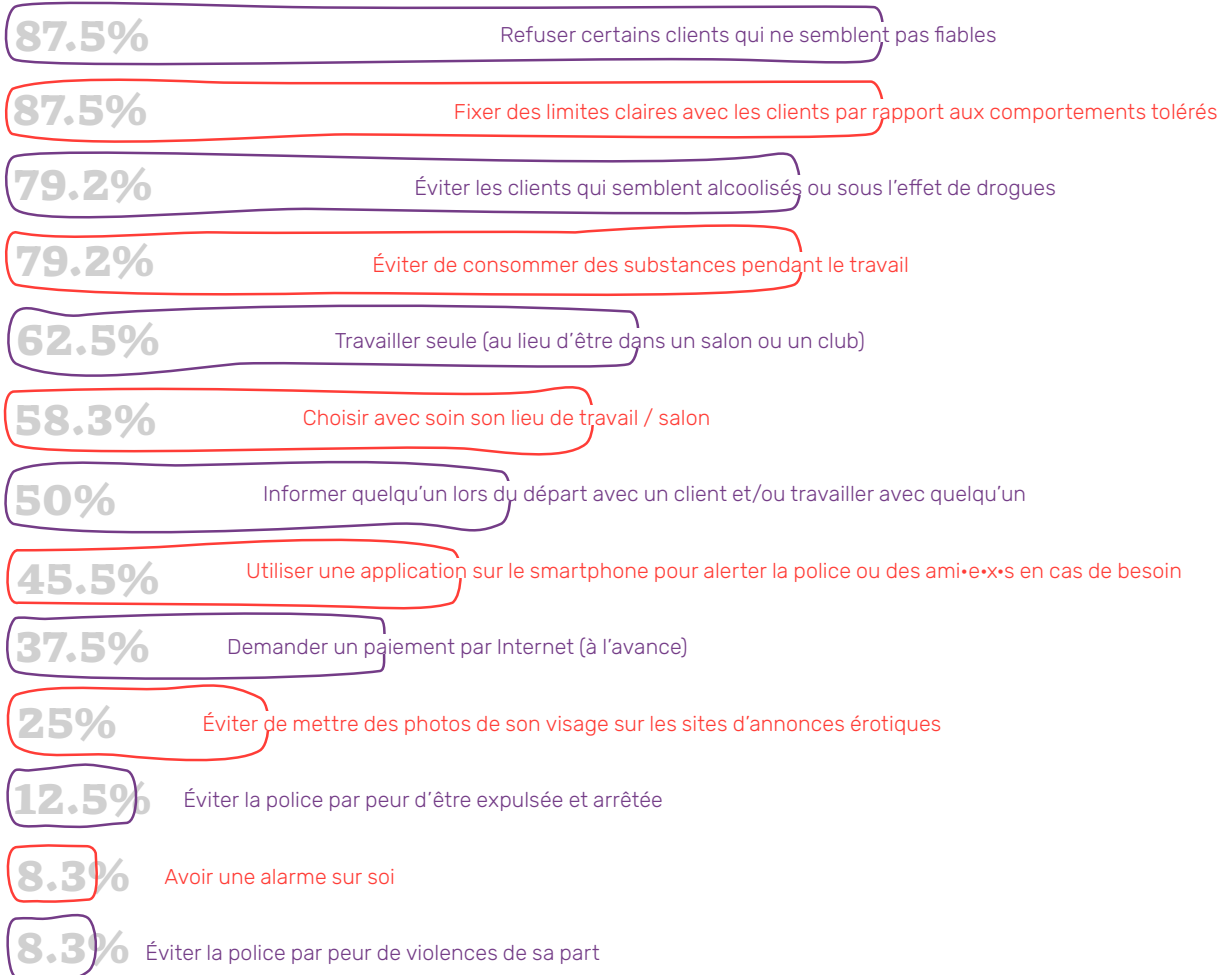 87.5% Refuser certains clients qui ne semblent pas fiables
87.5% Fixer des limites claires avec les clients par rapport aux comportements tolérés
79.2% Éviter les clients qui semblent alcoolisés ou sous l'effet de drogues
79.2% Éviter de consommer des substances pendant le travail
62.5% Travailler seule (au lieu d'être dans un salon ou un club)
58.3% Choisir avec soin son lieu de travail / salon
50% Informer quelqu'un lors du départ avec un client et/ou travailler avec quelqu'un
45.5% Utiliser une application sur le smartphone pour alerter la police ou des ami•e•x•s en cas de besoin
37.5% Demander un paiement par Internet (à l'avance)
25% Éviter de mettre des photos de son visage sur les sites d'annonces érotiques
12.5% Éviter la police par peur d'être expulsée et arrêtée
8.3% Avoir une alarme sur soi
8.3% Éviter la police par peur de violences de sa part